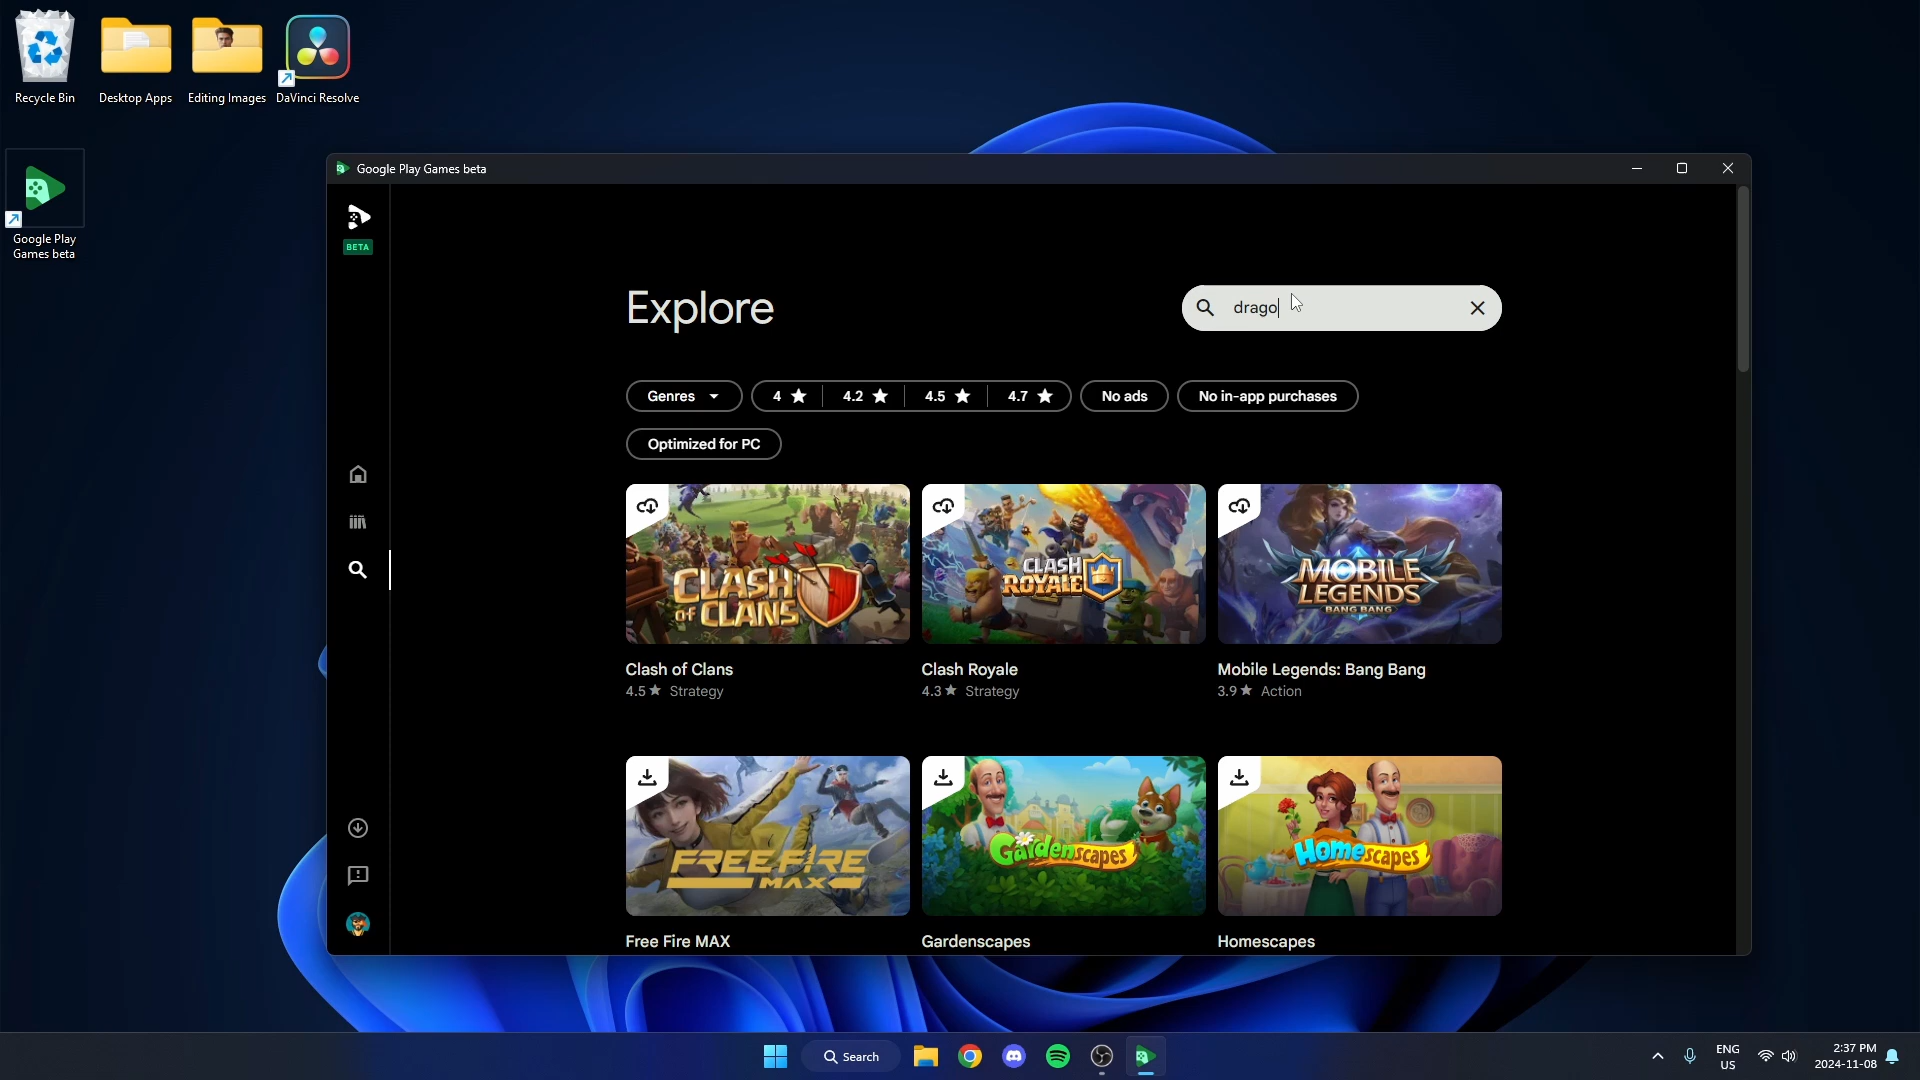 Recycle Bin
Desktop Apps
Editing Images
DaVinci Resolve
Google Play
Games beta
Google Play Games beta
BETA
Explore
drago
Genres
4
4.2
4.5
4.7
No ads
No in-app purchases
Optimized for PC
CLASH
of CLANS
CLASH
ROYALE
MOBILE
LEGENDS
BANG BANG
Clash of Clans
4.5★ Strategy
Clash Royale
4.3★ Strategy
Mobile Legends: Bang Bang
3.9★ Action
FREE FIRE
MAX
Gardenscapes
Homescapes
Free Fire MAX
Gardenscapes
Homescapes
Search
ENG
US
2:37 PM
2024-11-08